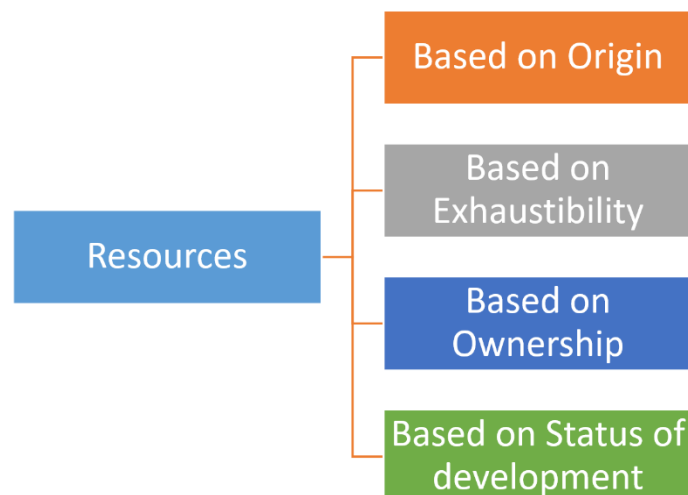 Resources
Based on Origin
Based on
Exhaustibility
Based on
Ownership
Based on Status of
development